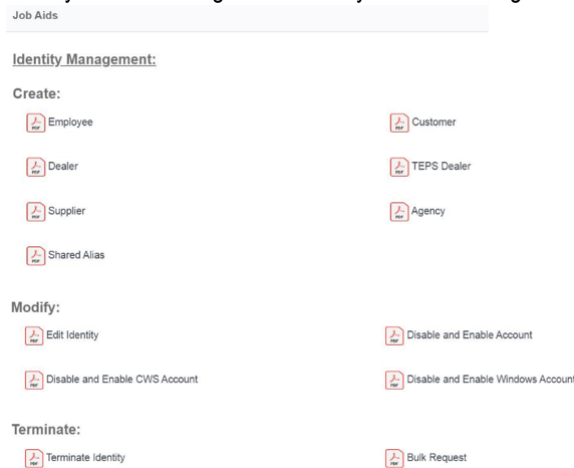 Job Aids
Identity Management:
Create:
Employee
Customer
Dealer
TEPS Dealer
Supplier
Agency
Shared Alias
Modify:
Edit Identity
Disable and Enable Account
Disable and Enable CWS Account
Disable and Enable Windows Account
Terminate:
Terminate Identity
Bulk Request